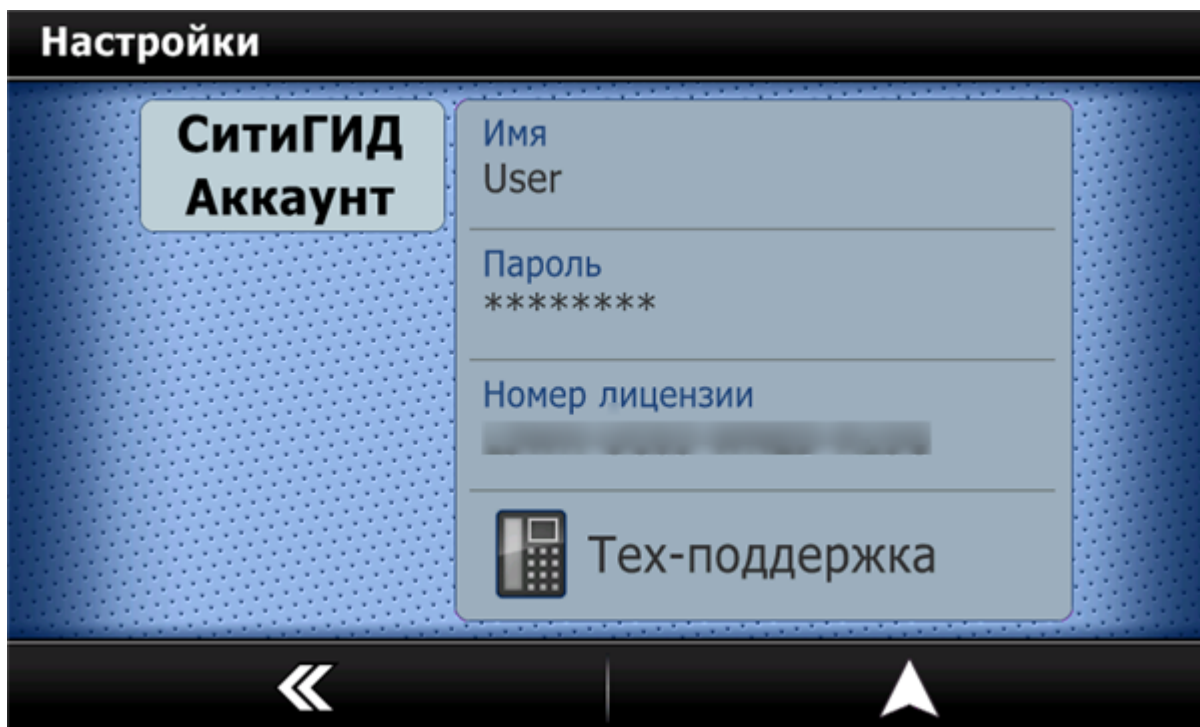 Настройки
СитиГИД
Аккаунт
Имя
User
Пароль
********
Номер лицензии
Тех-поддержка